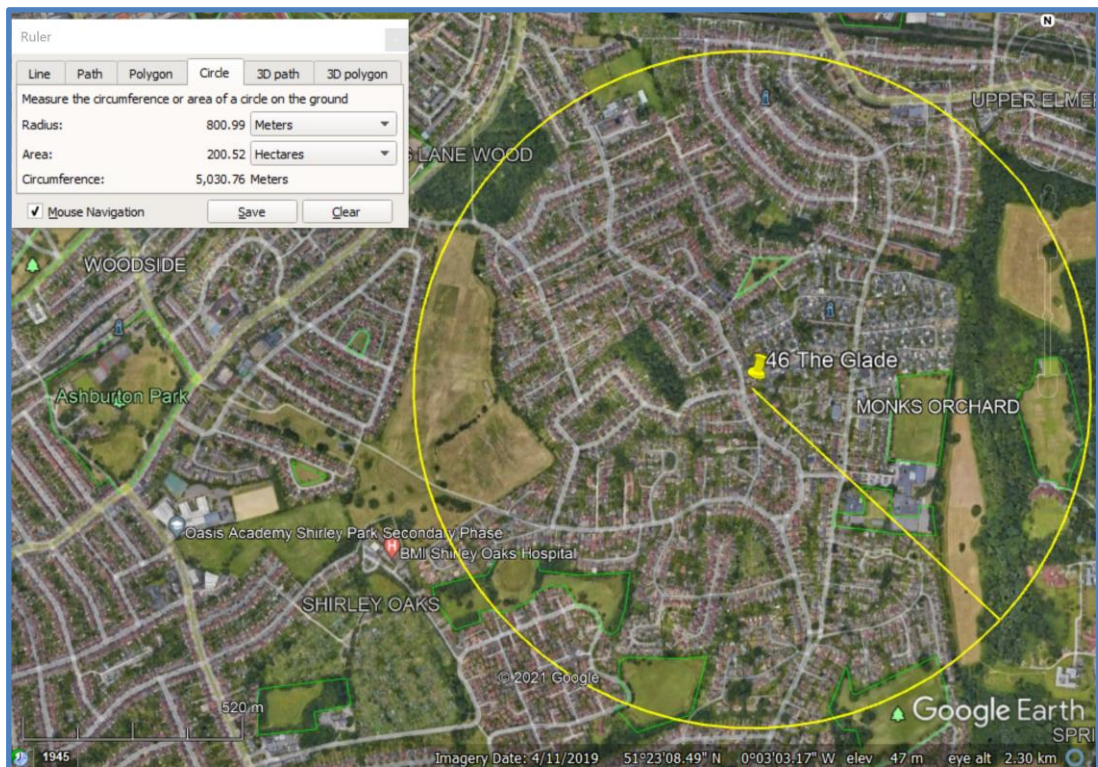 Ruler
Line Path Polygon Circle 3D path 3D polygon
Measure the circumference or area of a circle on the ground
Radius: 800.99 Meters
Area: 200.52 Hectares
Circumference: 5,030.76 Meters
Mouse Navigation Save Clear
N
UPPER ELME
LANE WOOD
WOODSIDE
46 The Glade
Ashburton Park
MONKS ORCHARD
Oasis Academy Shirley Park Secondary Phase
BMI Shirley Oaks Hospital
SHIRLEY OAKS
© 2021 Google
520 m
Google Earth
SPRI
1945
Imagery Date: 4/11/2019 51°23'08.49" N 0°03'03.17" W elev 47 m eye alt 2.30 km